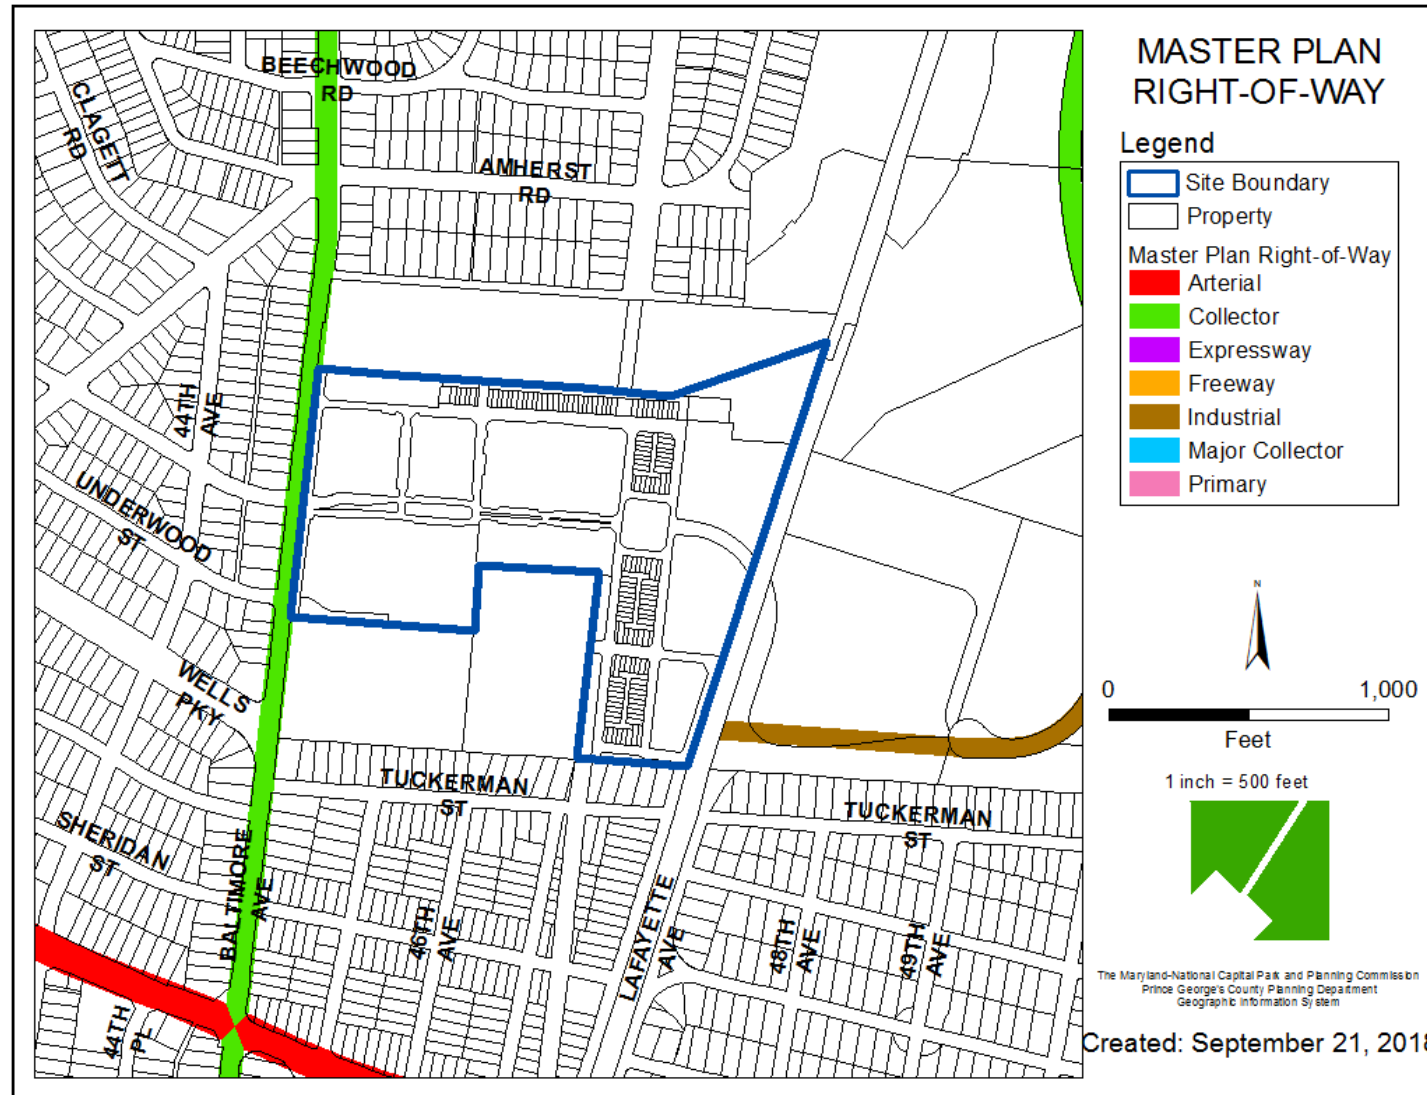 MASTER PLAN
RIGHT-OF-WAY
Legend
Site Boundary
Property
Master Plan Right-of-Way
Arterial
Collector
Expressway
Freeway
Industrial
Major Collector
Primary
N
0 1,000
Feet
1 inch = 500 feet
The Maryland-National Capital Park and Planning Commission
Prince George's County Planning Department
Geographic Information System
Created: September 21, 2018
BEECHWOOD
RD
CLAGETT
RD
AMHERST
RD
44TH
AVE
UNDERWOOD
ST
WELLS
PKY
TUCKERMAN
ST
TUCKERMAN
ST
SHERIDAN
ST
BALTIMORE
AVE
46TH
AVE
LAFAYETTE
AVE
48TH
AVE
49TH
AVE
44TH
PL